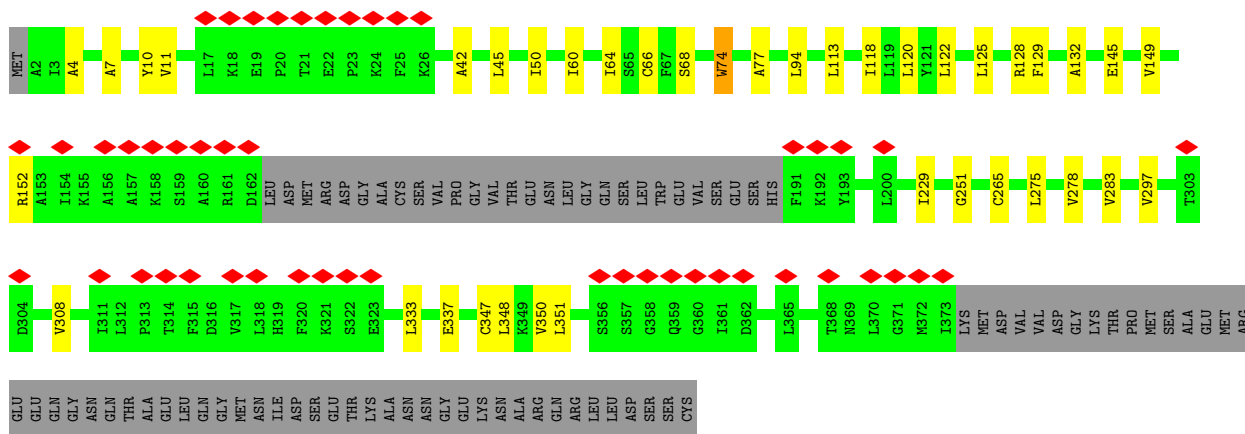 MET A2 I3 A4 A7 Y10 V11 L17 K18 E19 P20 T21 E22 P23 K24 F25 K26 A42 L45 I50 I60 I64 S65 C66 F67 S68 W74 A77 L94 L113 I118 L119 L120 Y121 L122 L125 R128 F129 A132 E145 V149
R152 A153 I154 K155 A156 A157 K158 S159 A160 R161 D162 LEU ASP MET ARG ASP GLY ALA CYS SER VAL PRO GLY VAL THR GLU ASN LEU GLY GLN SER LEU TRP GLU VAL SER GLU SER HIS F191 K192 Y193 L200 I229 G251 C265 L275 V278 V283 V297 T303
D304 V308 I311 L312 P313 T314 F315 D316 V317 L318 H319 F320 K321 S322 E323 L333 E337 C347 L348 K349 V350 L351 S356 S357 G358 Q359 G360 I361 D362 L365 T368 N369 L370 G371 M372 I373 LYS MET ASP VAL VAL ASP GLY LYS THR PRO MET SER ALA GLU MET ARG
GLU GLU GLN GLY ASN GLN THR ALA GLU LEU GLN GLY MET ASN ILE ASP SER GLU THR LYS ALA ASN ASN GLY GLU LYS ASN ALA ARG GLN ARG LEU LEU ASP SER SER CYS